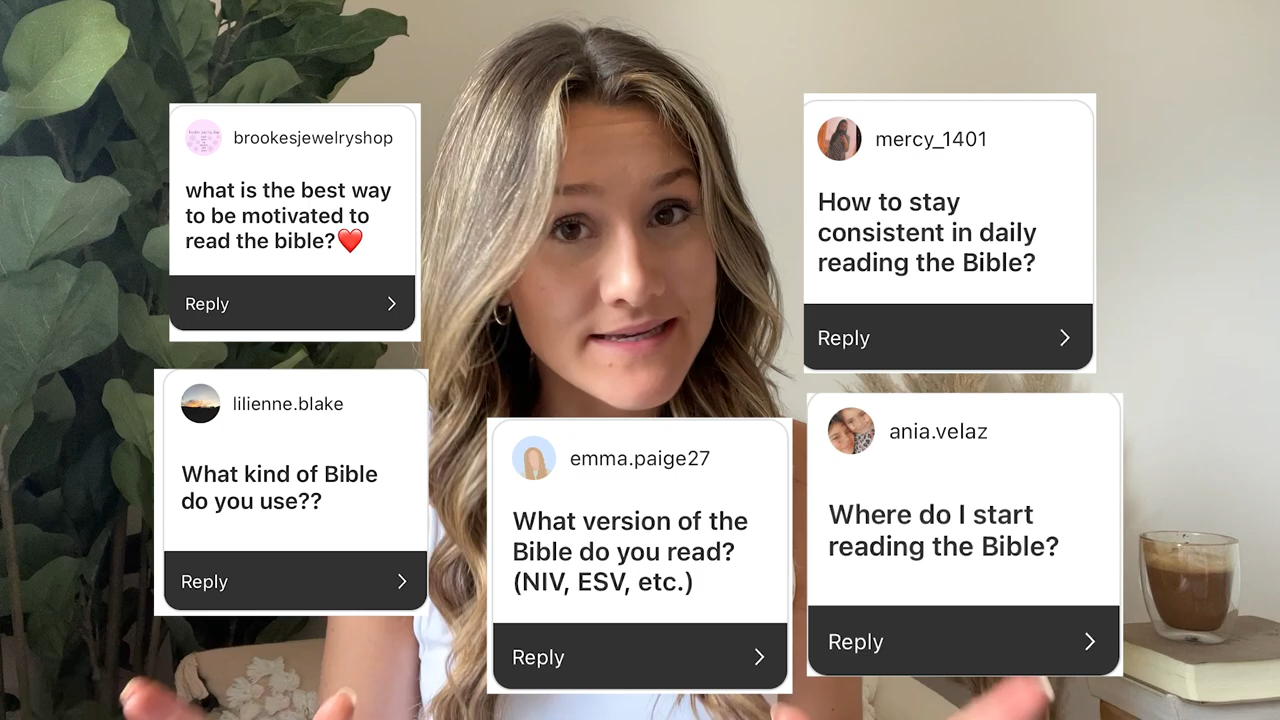 brookesjewelryshop
what is the best way
to be motivated to
read the bible?❤️
Reply
mercy_1401
How to stay
consistent in daily
reading the Bible?
Reply
lilienne.blake
What kind of Bible
do you use??
Reply
emma.paige27
What version of the
Bible do you read?
(NIV, ESV, etc.)
Reply
ania.velaz
Where do I start
reading the Bible?
Reply